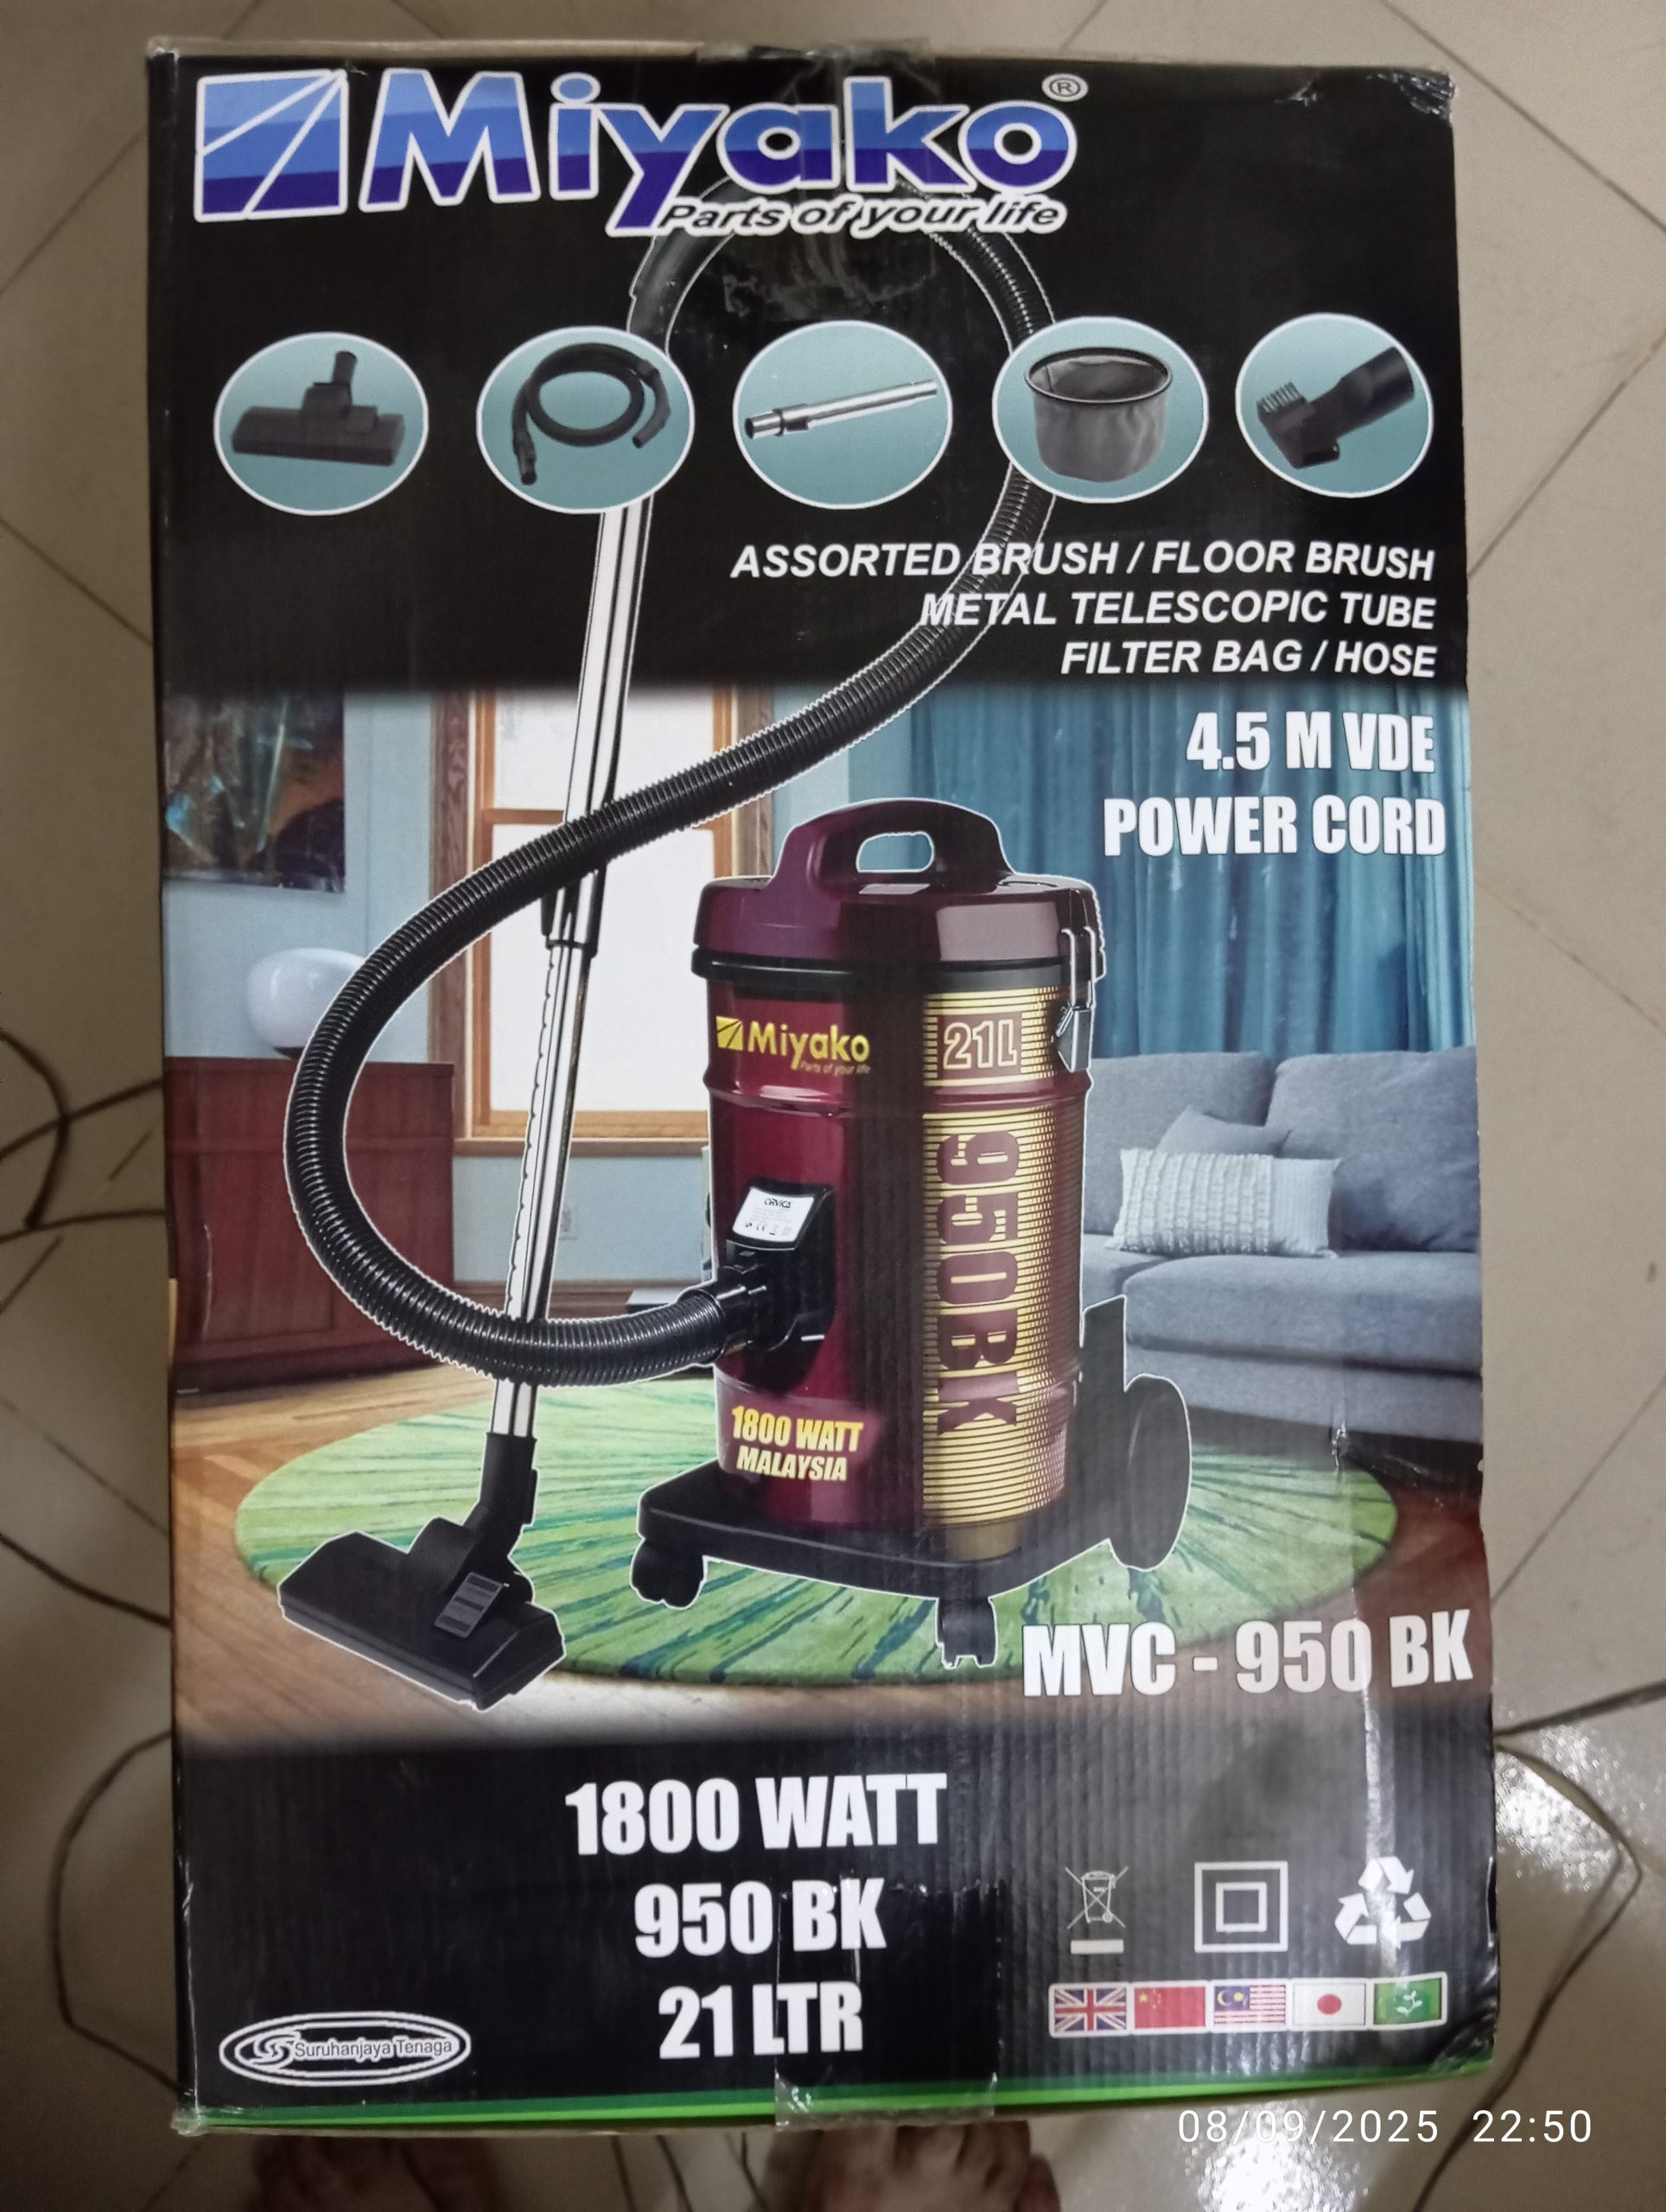 Miyako®
Parts of your life
ASSORTED BRUSH / FLOOR BRUSH
METAL TELESCOPIC TUBE
FILTER BAG / HOSE
4.5 M VDE
POWER CORD
Miyako
Parts of your life
21L
950BK
1800 WATT
MALAYSIA
MVC - 950 BK
1800 WATT
950 BK
21 LTR
Suruhanjaya Tenaga
08/09/2025 22:50